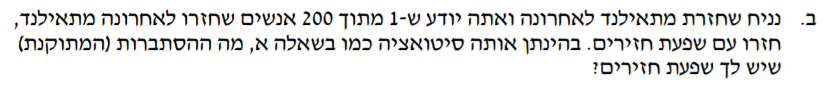 ב. נניח שחזרת מתאילנד לאחרונה ואתה יודע ש-1 מתוך 200 אנשים שחזרו לאחרונה מתאילנד,
חזרו עם שפעת חזירים. בהינתן אותה סיטואציה כמו בשאלה א, מה ההסתברות (המתוקנת)
שיש לך שפעת חזירים?